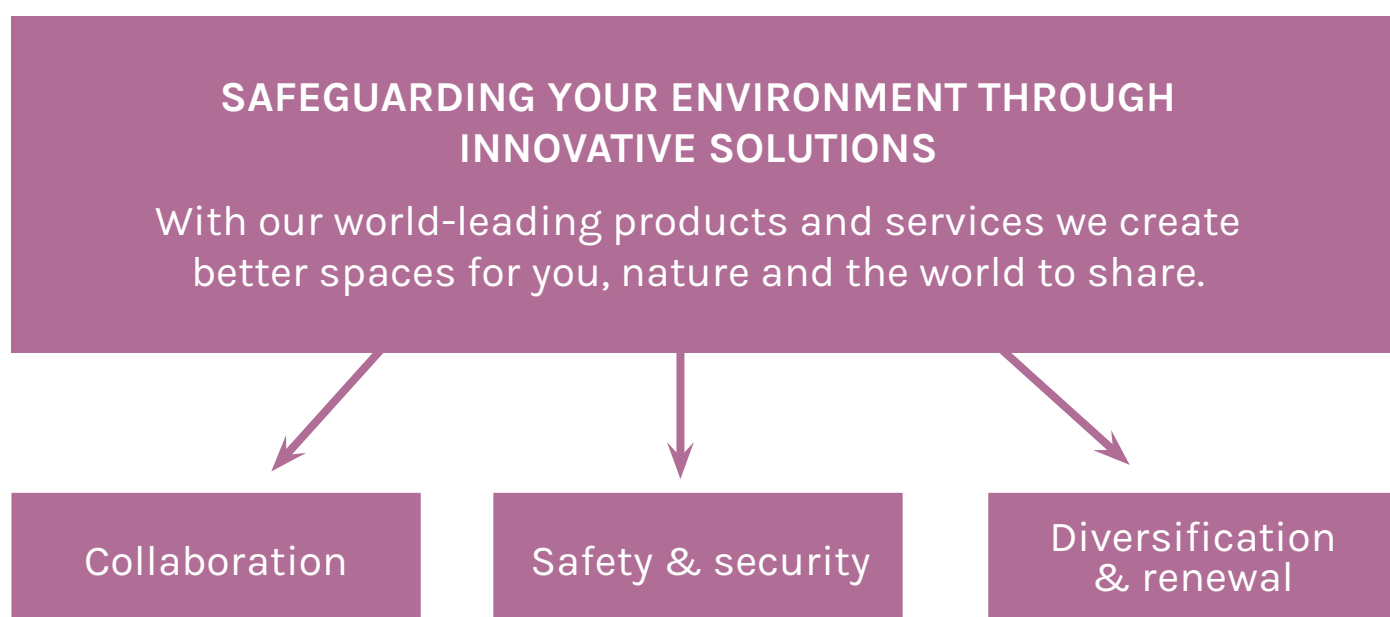 SAFEGUARDING YOUR ENVIRONMENT THROUGH
INNOVATIVE SOLUTIONS
With our world-leading products and services we create
better spaces for you, nature and the world to share.
Collaboration
Safety & security
Diversification
& renewal